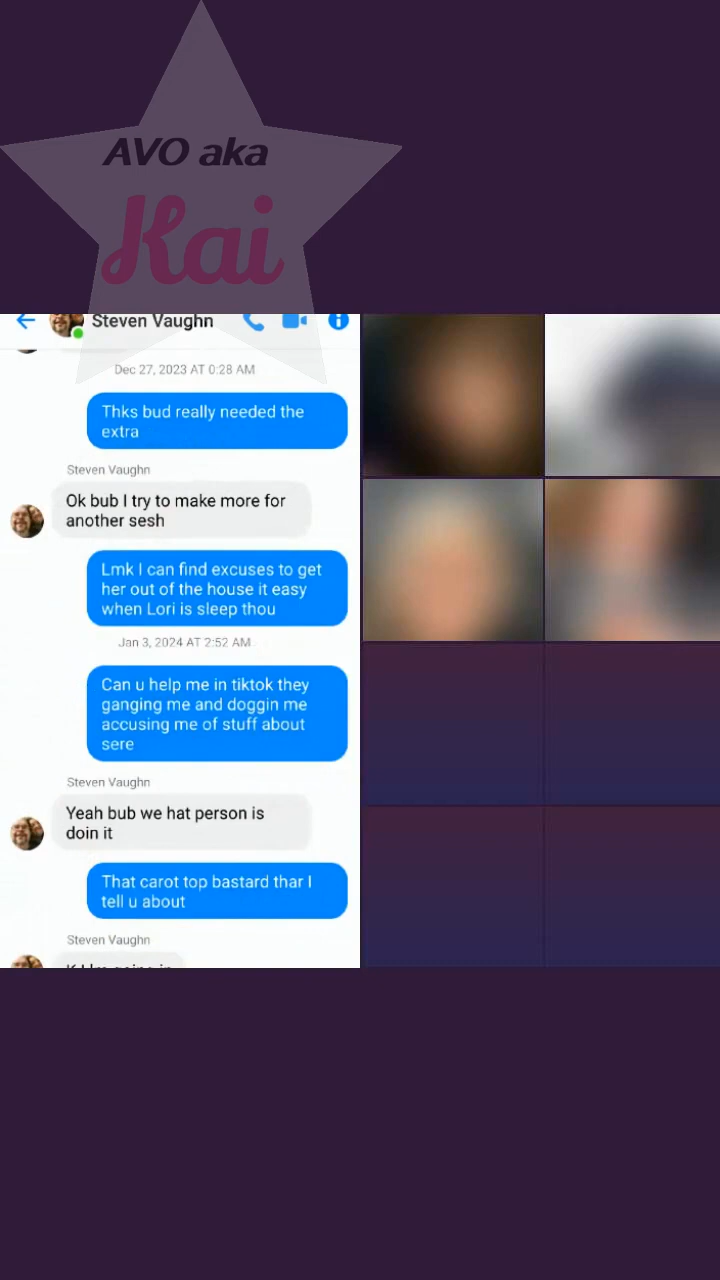 AVO aka
Kai
Steven Vaughn
Dec 27, 2023 AT 0:28 AM
Thks bud really needed the
extra
Steven Vaughn
Ok bub I try to make more for
another sesh
Lmk I can find excuses to get
her out of the house it easy
when Lori is sleep thou
Jan 3, 2024 AT 2:52 AM
Can u help me in tiktok they
ganging me and doggin me
accusing me of stuff about
sere
Steven Vaughn
Yeah bub we hat person is
doin it
That carot top bastard thar I
tell u about
Steven Vaughn